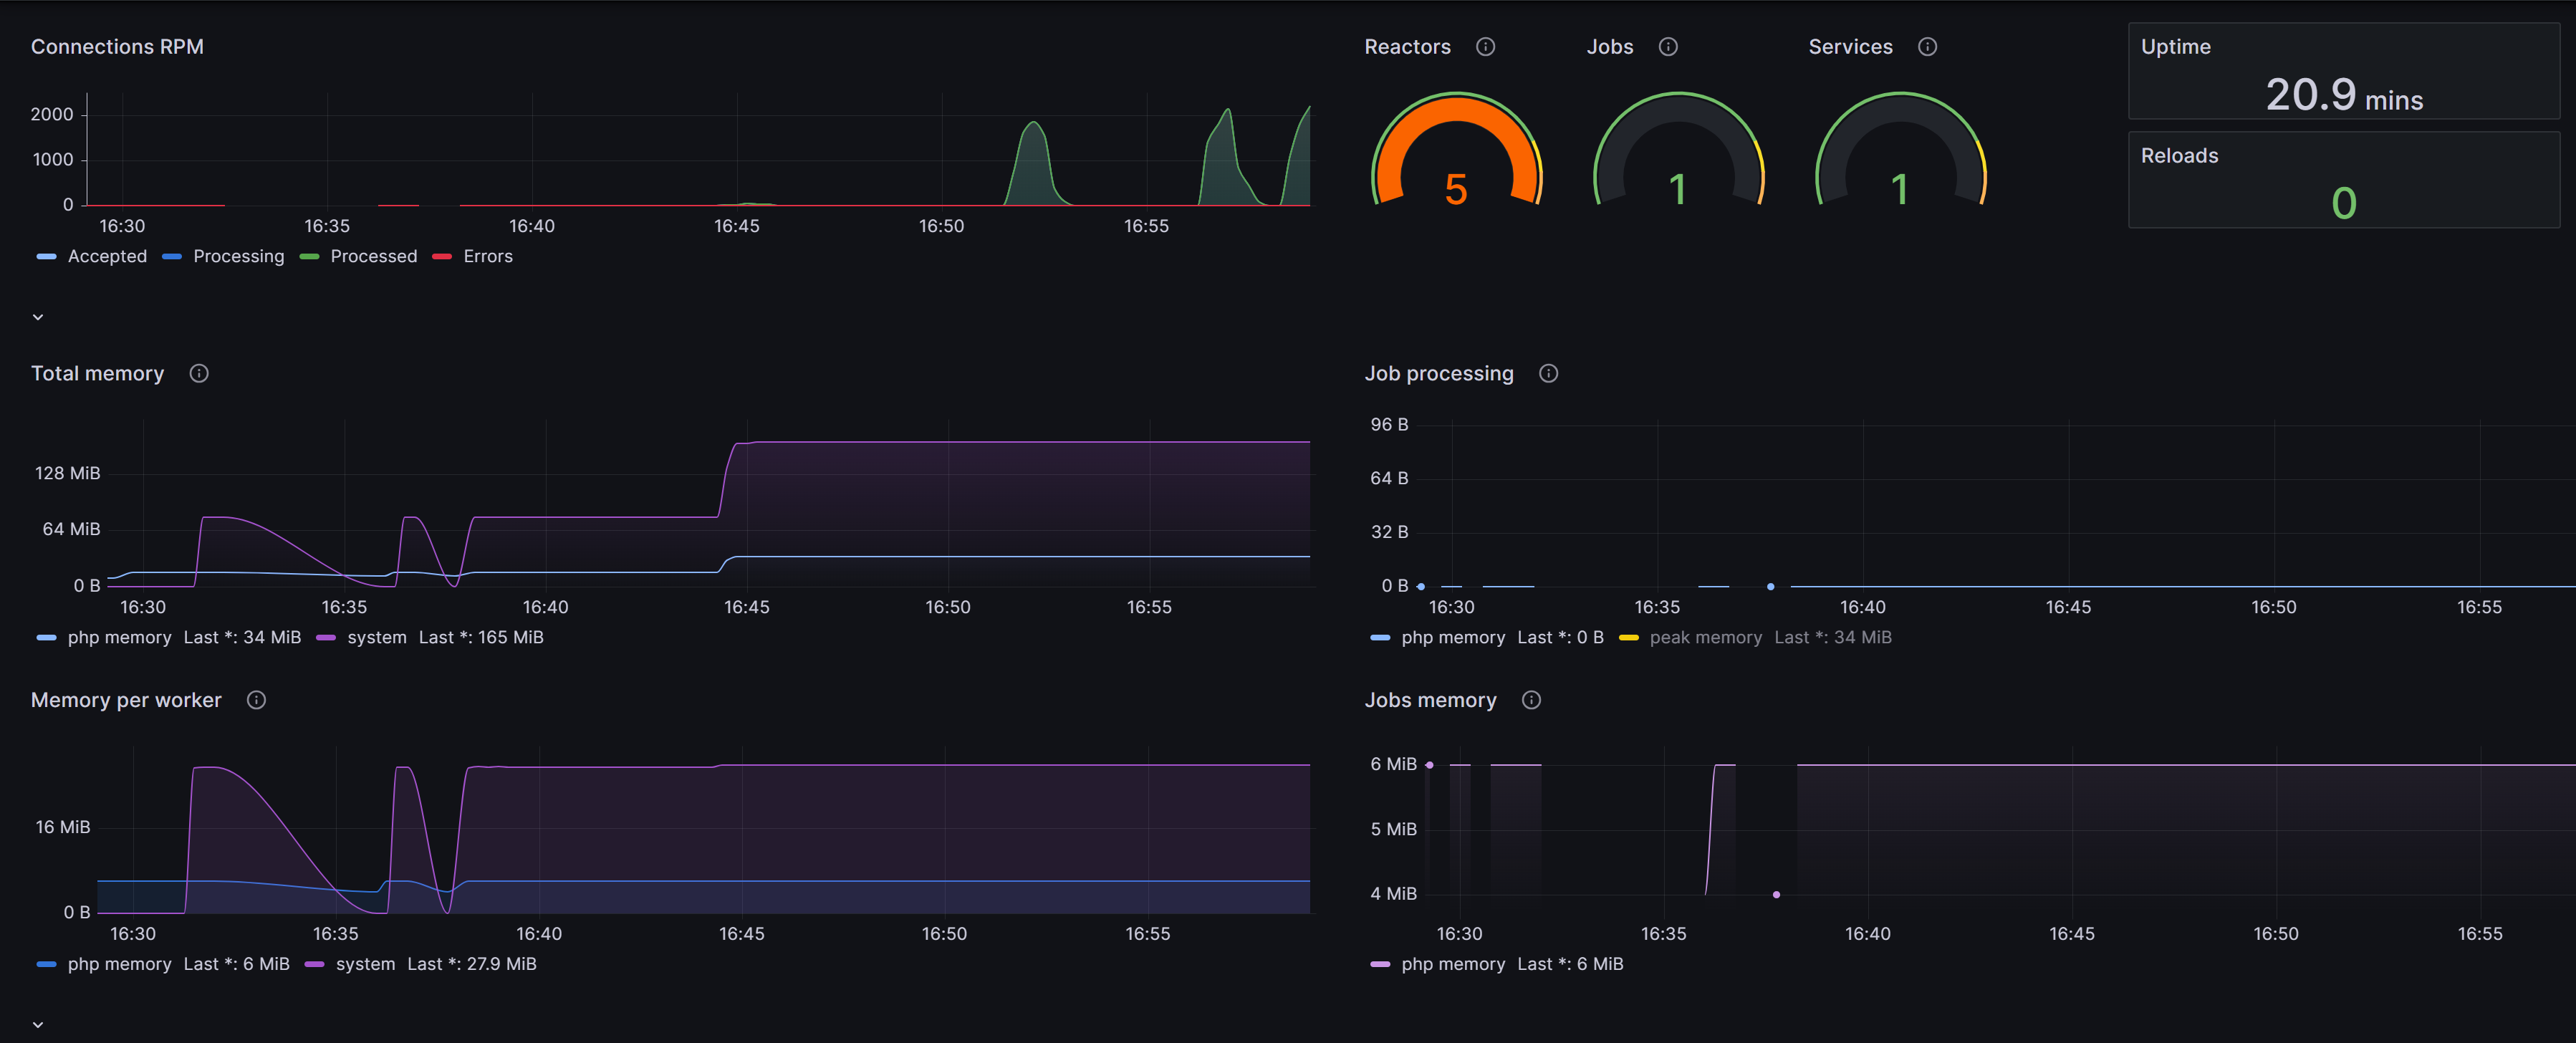 Connections RPM
2000
1000
0
16:30 16:35 16:40 16:45 16:50 16:55
Accepted Processing Processed Errors
Reactors Jobs Services
5 1 1
Uptime
20.9 mins
Reloads
0
Total memory
128 MiB
64 MiB
0 B
16:30 16:35 16:40 16:45 16:50 16:55
php memory Last *: 34 MiB system Last *: 165 MiB
Job processing
96 B
64 B
32 B
0 B
16:30 16:35 16:40 16:45 16:50 16:55
php memory Last *: 0 B peak memory Last *: 34 MiB
Memory per worker
16 MiB
0 B
16:30 16:35 16:40 16:45 16:50 16:55
php memory Last *: 6 MiB system Last *: 27.9 MiB
Jobs memory
6 MiB
5 MiB
4 MiB
16:30 16:35 16:40 16:45 16:50 16:55
php memory Last *: 6 MiB